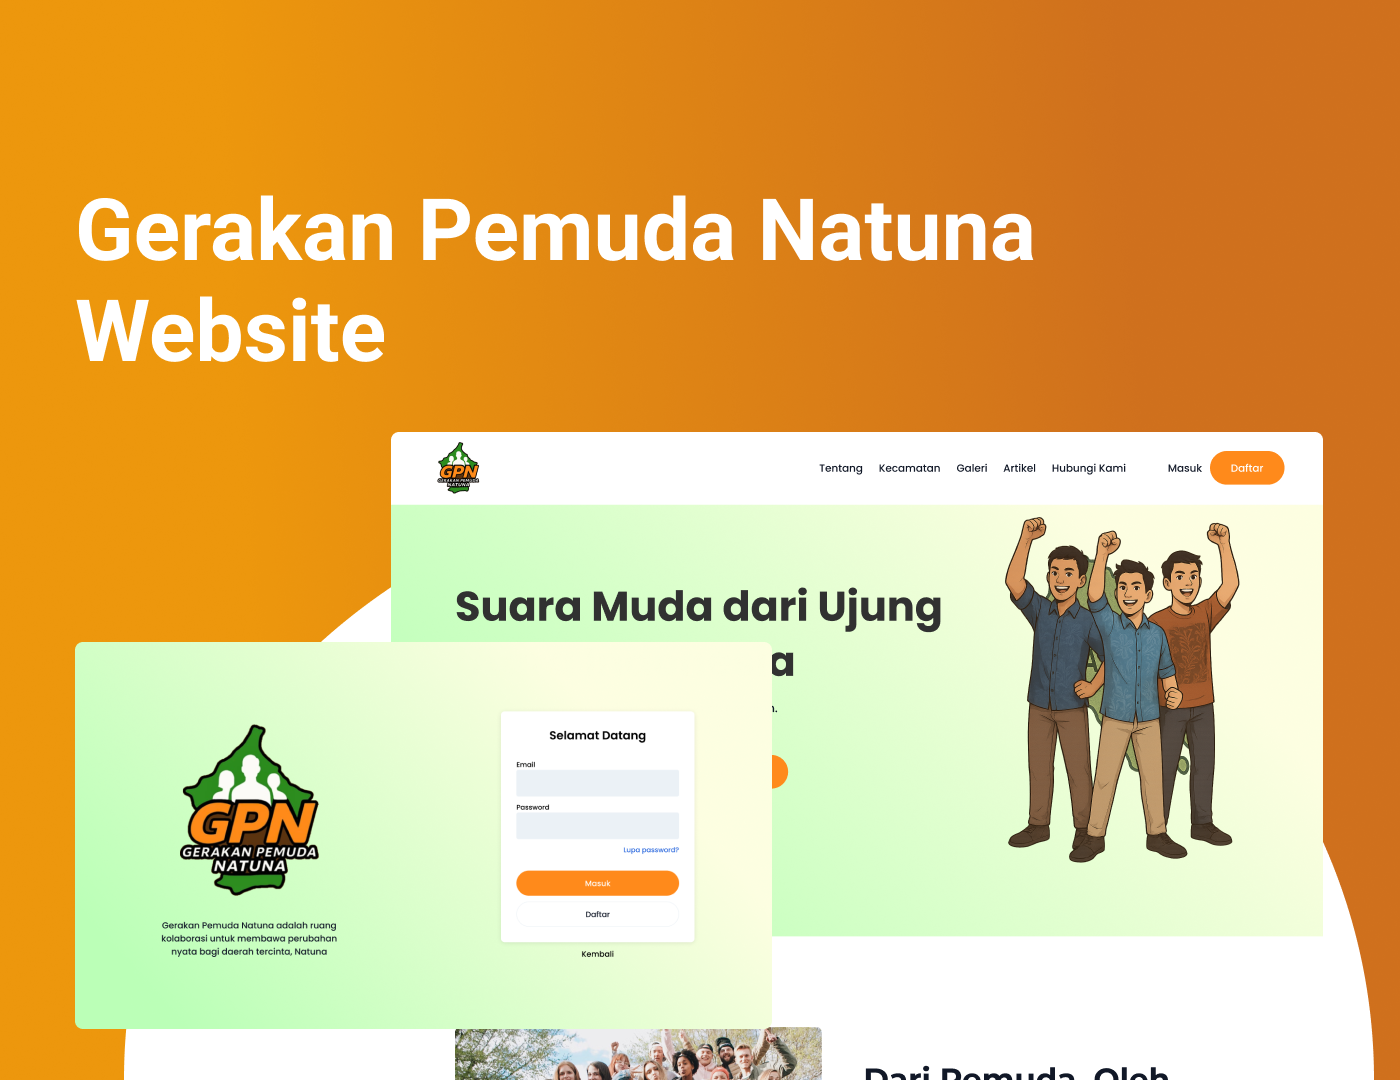 Gerakan Pemuda Natuna
Website
GPN
GERAKAN PEMUDA
NATUNA
Tentang Kecamatan Galeri Artikel Hubungi Kami Masuk Daftar
Suara Muda dari Ujung
GPN
GERAKAN PEMUDA
NATUNA
Gerakan Pemuda Natuna adalah ruang
kolaborasi untuk membawa perubahan
nyata bagi daerah tercinta, Natuna
Selamat Datang
Email
Password
Lupa password?
Masuk
Daftar
Kembali
Dari Pemuda, Oleh